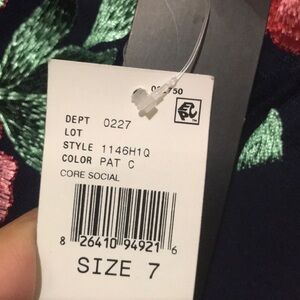 DEPT 0227
LOT
STYLE 1146H1Q
COLOR PAT C
CORE SOCIAL
8 26410 94921 6
SIZE 7